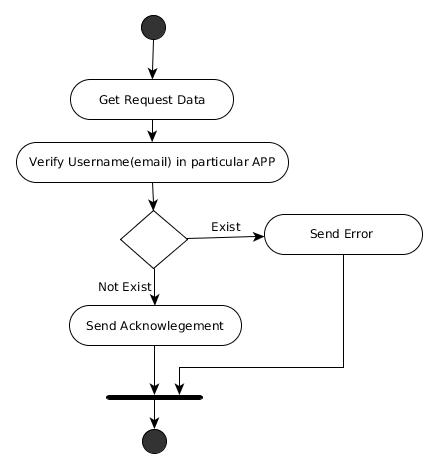 Get Request Data
Verify Username(email) in particular APP
Exist
Send Error
Not Exist
Send Acknowlegement